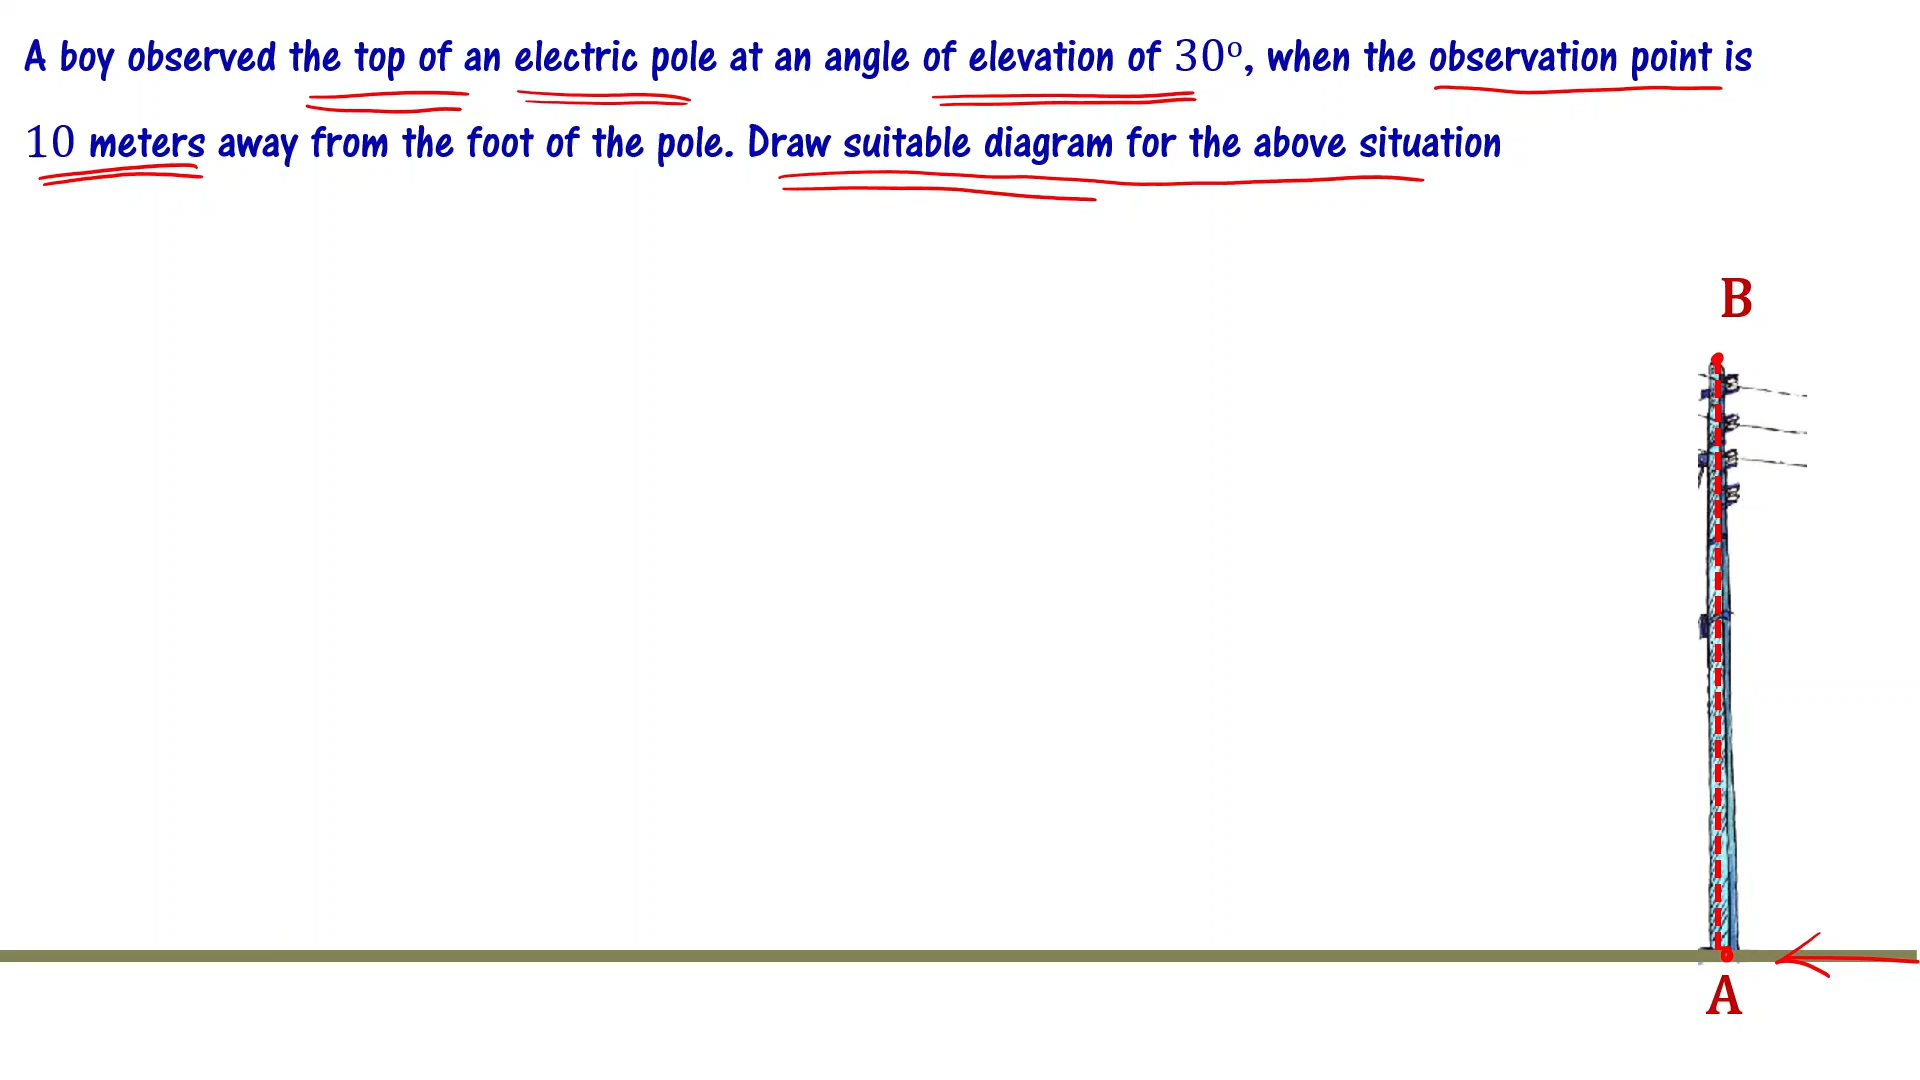 A boy observed the top of an electric pole at an angle of elevation of 30°, when the observation point is
10 meters away from the foot of the pole. Draw suitable diagram for the above situation
B
A